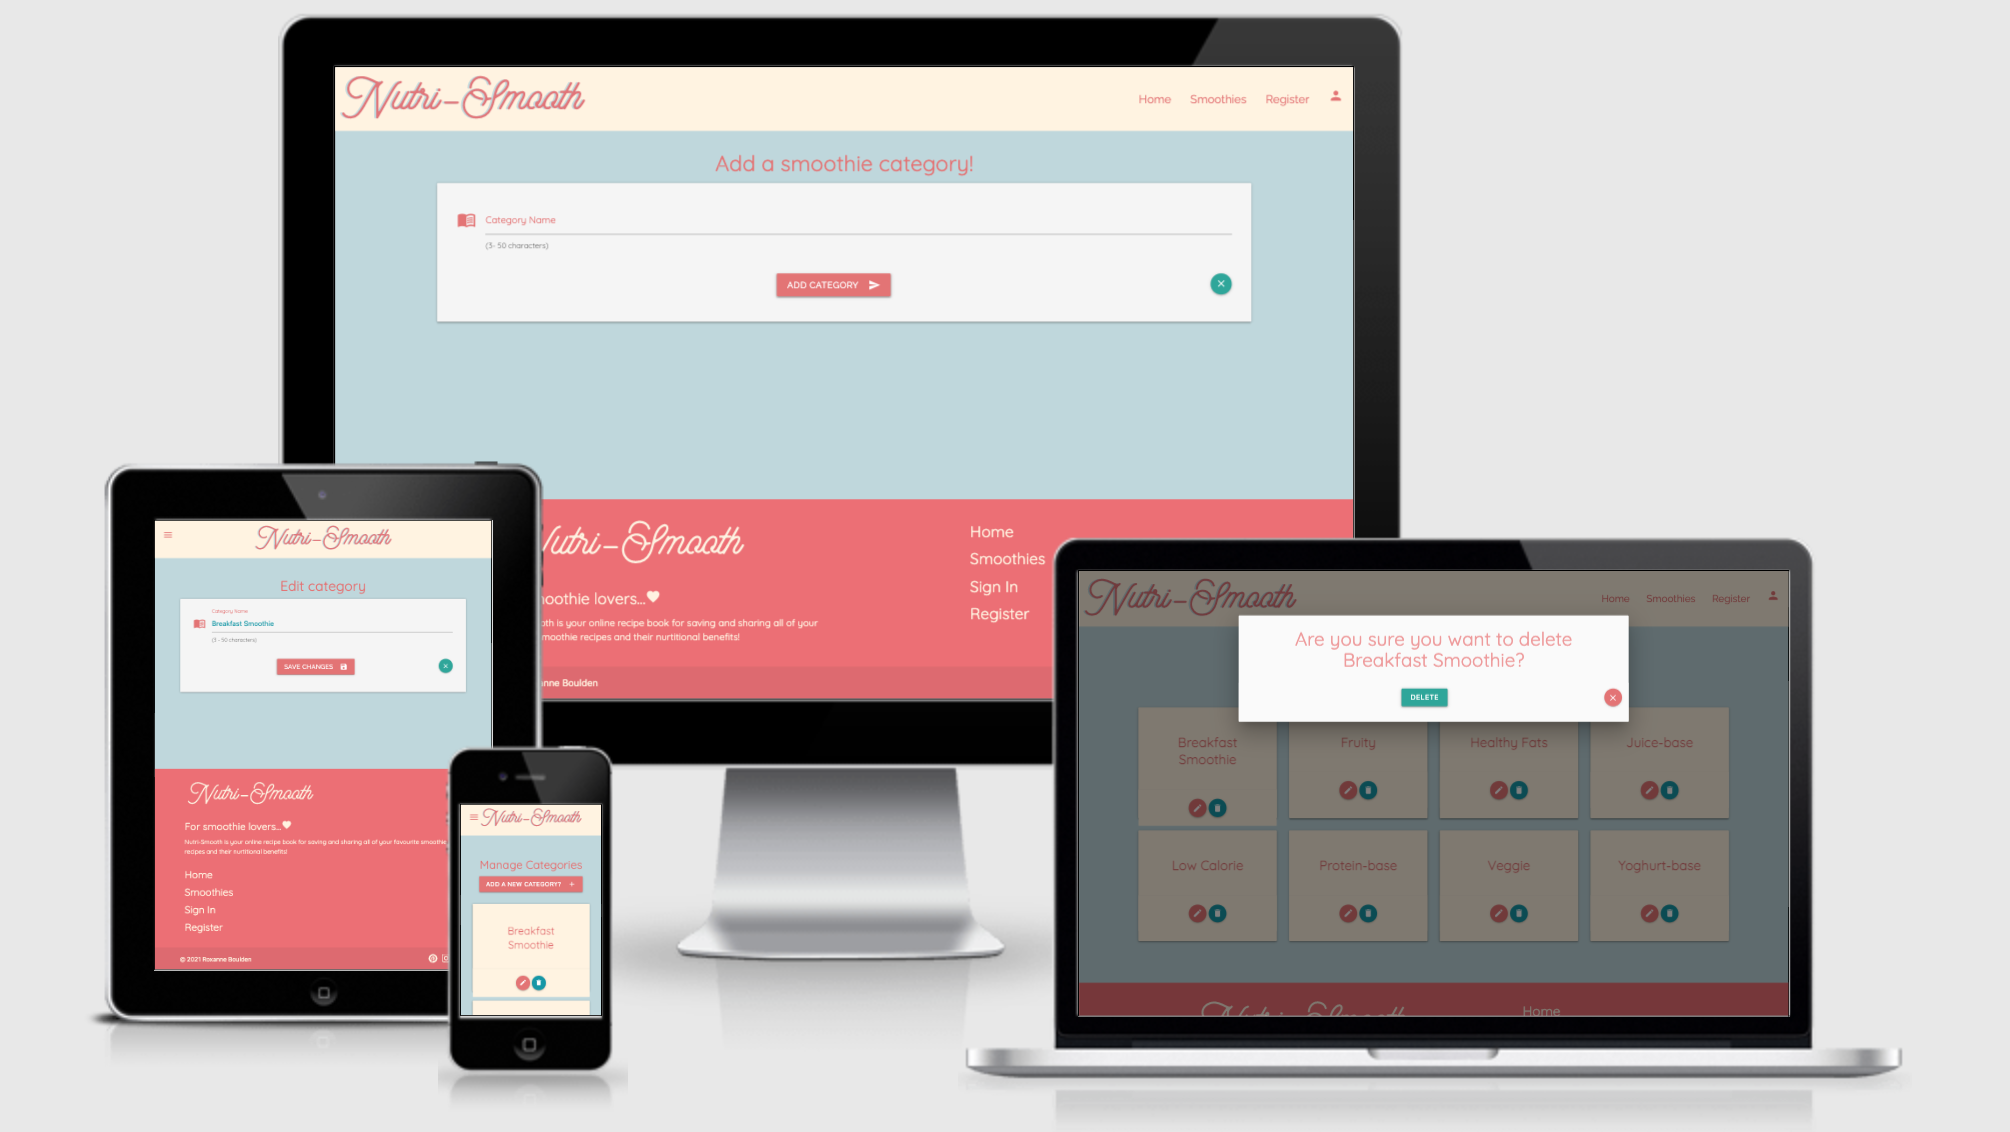 Nutri-Smooth
Home Smoothies Register
Add a smoothie category!
Category Name
(3- 50 characters)
ADD CATEGORY
utri-Smooth
oothie lovers...
th is your online recipe book for saving and sharing all of your
moothie recipes and their nurtitional benefits!
nne Boulden
Home
Smoothies
Sign In
Register
Nutri-Smooth
Edit category
Category Name
Breakfast Smoothie
(3 - 50 characters)
SAVE CHANGES
Nutri-Smooth
For smoothie lovers...
Nutri-Smooth is your online recipe book for saving and sharing all of your favourite smoothie
recipes and their nurtitional benefits!
Home
Smoothies
Sign In
Register
© 2021 Roxanne Boulden
Nutri-Smooth
Manage Categories
ADD A NEW CATEGORY? +
Breakfast
Smoothie
Nutri-Smooth
Home Smoothies Register
Are you sure you want to delete
Breakfast Smoothie?
DELETE
Breakfast
Smoothie
Fruity
Healthy Fats
Juice-base
Low Calorie
Protein-base
Veggie
Yoghurt-base
Nutri-Smooth
Home